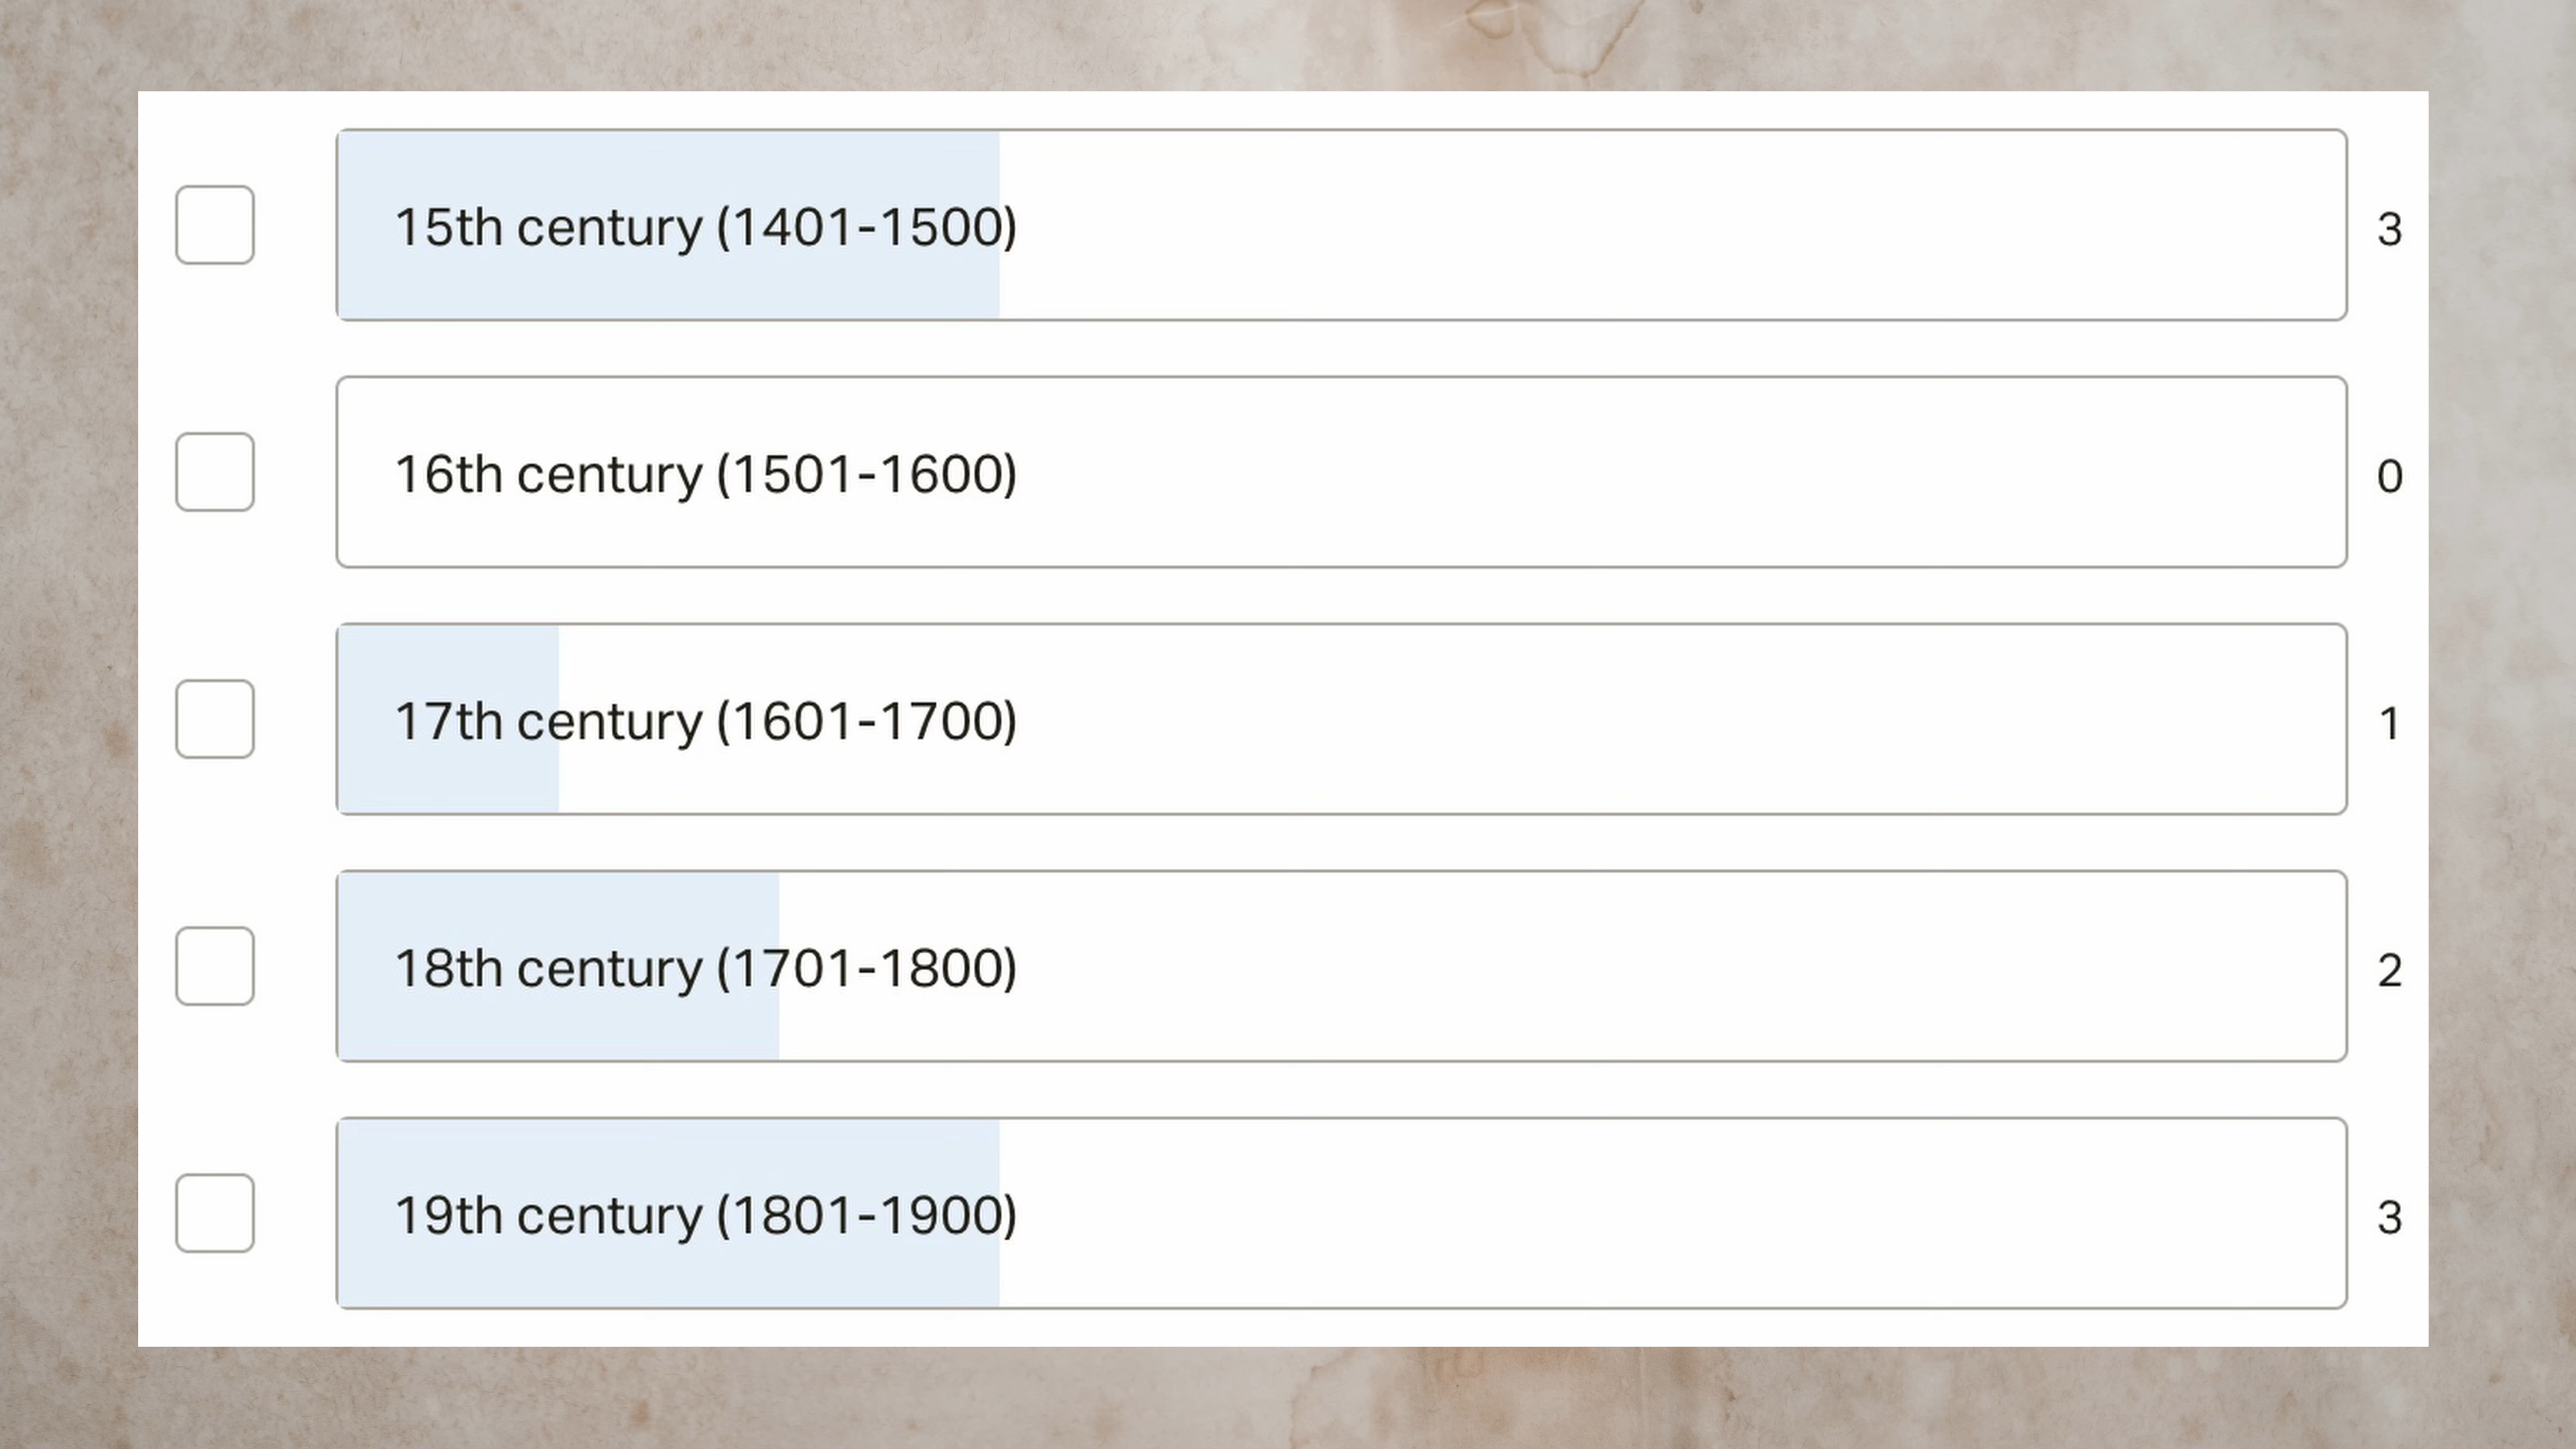 15th century (1401-1500) 3
16th century (1501-1600) 0
17th century (1601-1700) 1
18th century (1701-1800) 2
19th century (1801-1900) 3